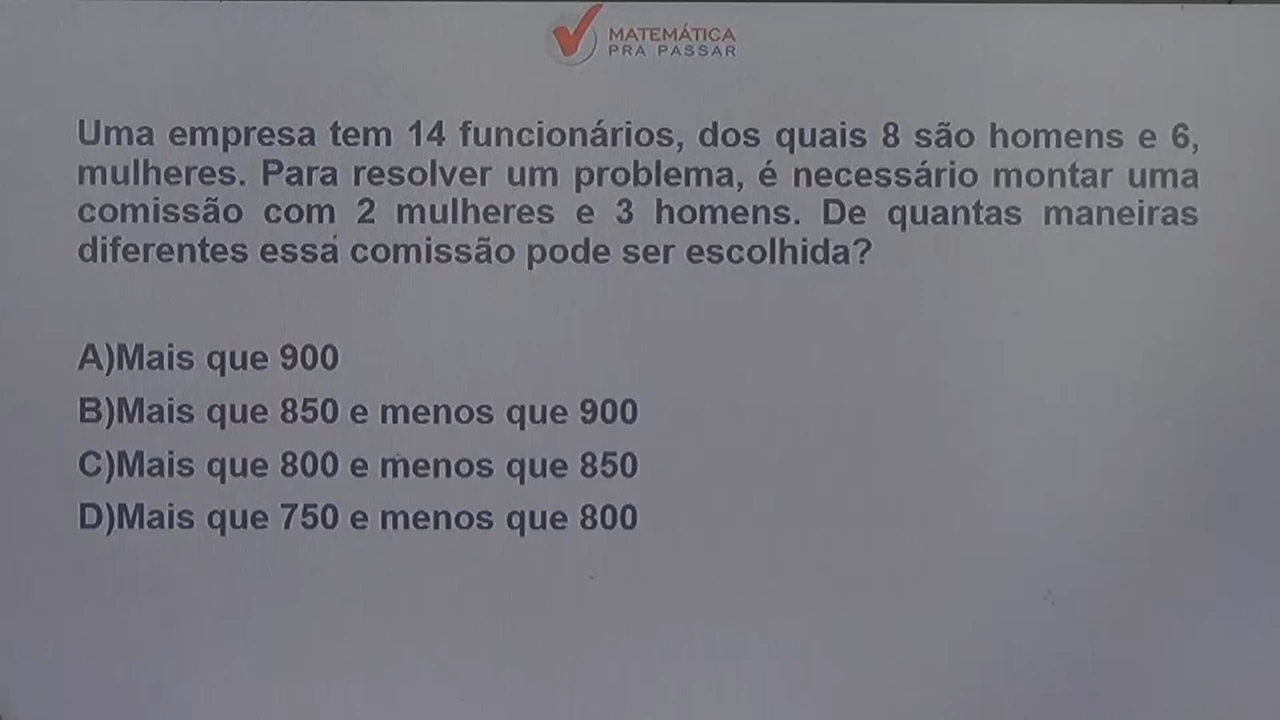 MATEMÁTICA
PRA PASSAR
Uma empresa tem 14 funcionários, dos quais 8 são homens e 6,
mulheres. Para resolver um problema, é necessário montar uma
comissão com 2 mulheres e 3 homens. De quantas maneiras
diferentes essa comissão pode ser escolhida?
A)Mais que 900
B)Mais que 850 e menos que 900
C)Mais que 800 e menos que 850
D)Mais que 750 e menos que 800